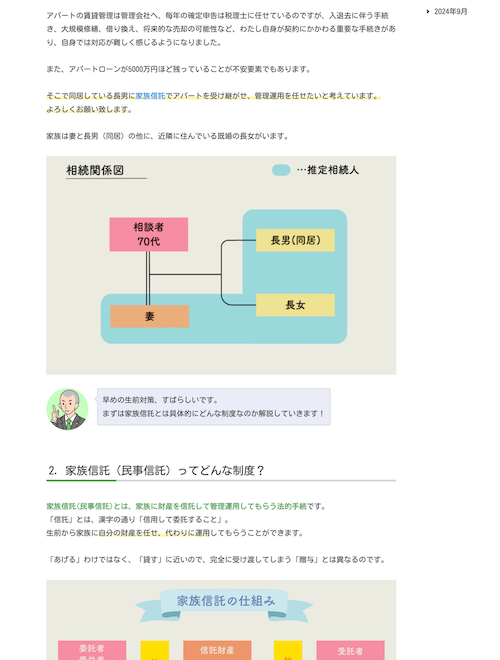 アパートの賃貸管理は管理会社へ、毎年の確定申告は税理士に任せているのですが、入退去に伴う手続
き、大規模修繕、借り換え、将来的な売却の可能性など、わたし自身が契約にかかわる重要な手続きがあ
り、自身では対応が難しく感じるようになりました。
2024年9月
また、アパートローンが5000万円ほど残っていることが不安要素でもあります。
そこで同居している長男に家族信託でアパートを受け継がせ、管理運用を任せたいと考えています。
よろしくお願い致します。
家族は妻と長男（同居）の他に、近隣に住んでいる既婚の長女がいます。
相続関係図
…推定相続人
相談者
70代
長男(同居)
妻
長女
早めの生前対策、すばらしいです。
まずは家族信託とは具体的にどんな制度なのか解説していきます！
2. 家族信託（民事信託）ってどんな制度？
家族信託(民事信託)とは、家族に財産を信託して管理運用してもらう法的手続です。
「信託」とは、漢字の通り「信用して委託すること」。
生前から家族に自分の財産を任せ、代わりに運用してもらうことができます。
「あげる」わけではなく、「貸す」に近いので、完全に受け渡してしまう「贈与」とは異なるのです。
家族信託の仕組み
委託者
信託財産
受託者